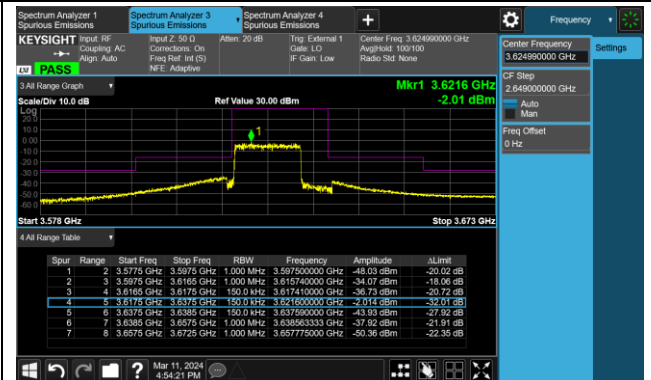 Spectrum Analyzer 1
Spurious Emissions
Spectrum Analyzer 3
Spurious Emissions
Spectrum Analyzer 4
Spurious Emissions
+
Frequency
KEYSIGHT
Input: RF
Coupling: AC
Align: Auto
Input Z: 50 Ω
Corrections: On
Freq Ref: Int (S)
NFE: Adaptive
Atten: 20 dB
Trig: External 1
Gate: LO
IF Gain: Low
Center Freq: 3.624990000 GHz
Avg|Hold: 100/100
Radio Std: None
LXI PASS
Center Frequency
3.624990000 GHz
Settings
CF Step
2.649000000 GHz
Auto
Man
Freq Offset
0 Hz
3 All Range Graph
Mkr1 3.6216 GHz
Scale/Div 10.0 dB
Ref Value 30.00 dBm
-2.01 dBm
Log
20.0
10.0
0.00
-10.0
-20.0
-30.0
-40.0
-50.0
-60.0
1
Start 3.578 GHz
Stop 3.673 GHz
4 All Range Table
Spur Range Start Freq Stop Freq RBW Frequency Amplitude ΔLimit
1 2 3.5775 GHz 3.5975 GHz 1.000 MHz 3.597500000 GHz -48.03 dBm -20.02 dB
2 3 3.5975 GHz 3.6165 GHz 1.000 MHz 3.615740000 GHz -34.07 dBm -18.06 dB
3 4 3.6165 GHz 3.6175 GHz 150.0 kHz 3.617410000 GHz -36.73 dBm -20.72 dB
4 5 3.6175 GHz 3.6375 GHz 150.0 kHz 3.621600000 GHz -2.014 dBm -32.01 dB
5 6 3.6375 GHz 3.6385 GHz 150.0 kHz 3.637590000 GHz -43.93 dBm -27.92 dB
6 7 3.6385 GHz 3.6575 GHz 1.000 MHz 3.638563333 GHz -37.92 dBm -21.91 dB
7 8 3.6575 GHz 3.6725 GHz 1.000 MHz 3.657775000 GHz -50.36 dBm -22.35 dB
?
Mar 11, 2024
4:54:21 PM